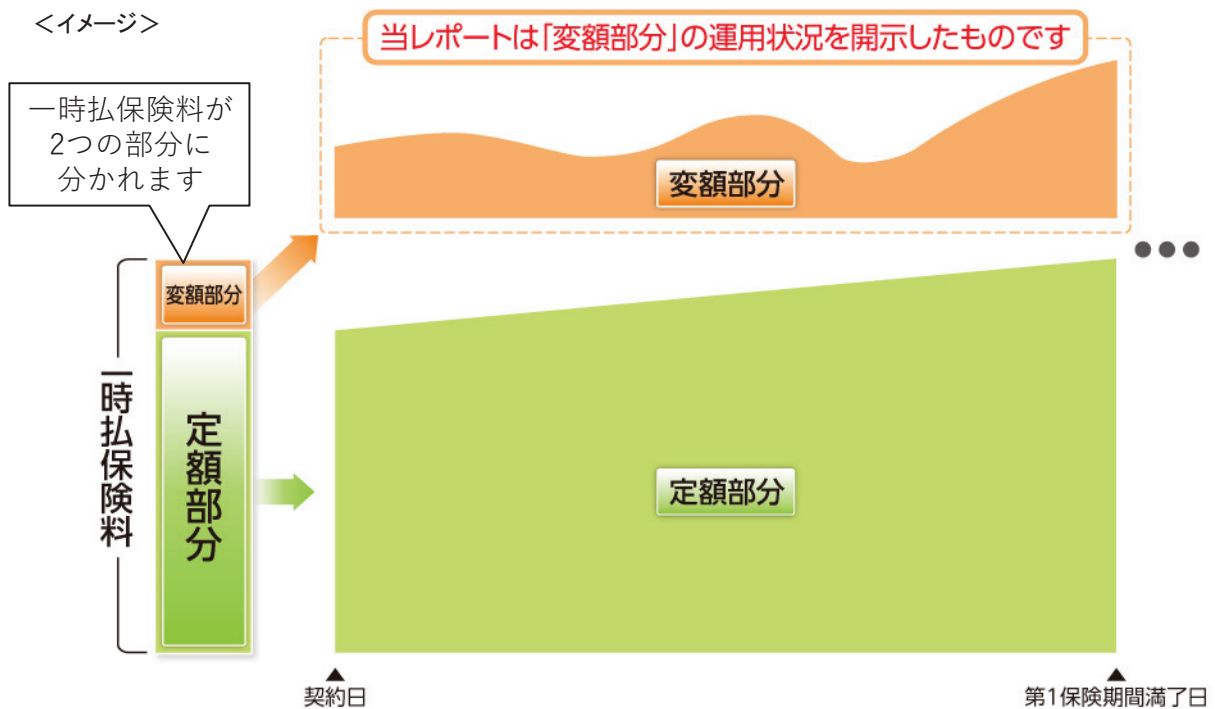 <イメージ>
当レポートは「変額部分」の運用状況を開示したものです
一時払保険料が
2つの部分に
分かれます
変額部分
変額部分
一時払保険料
定額部分
定額部分
●●●
▲
契約日
▲
第1保険期間満了日